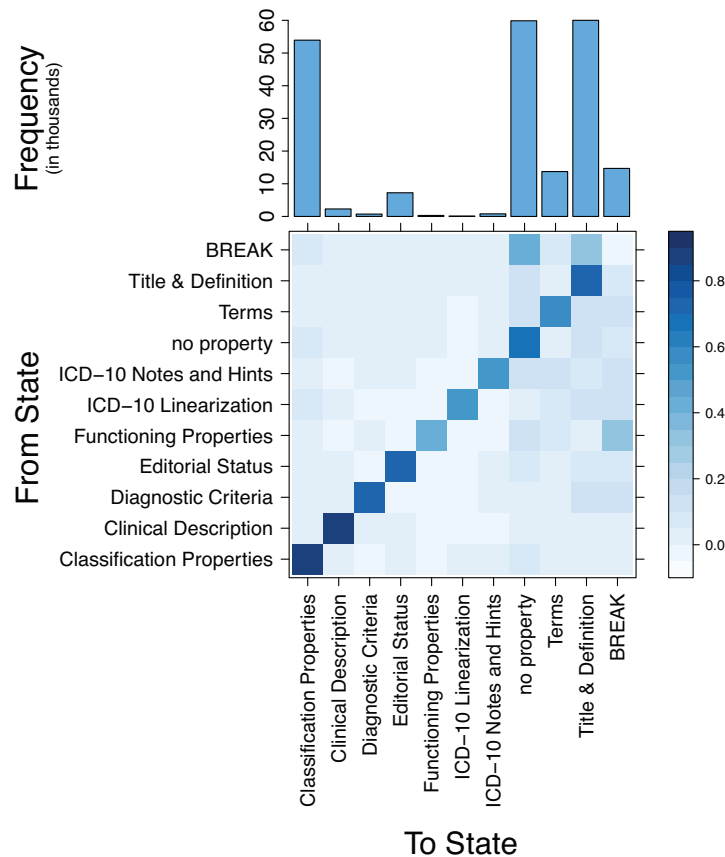 Frequency
(in thousands)
60
50
40
30
20
10
0
From State
BREAK
Title & Definition
Terms
no property
ICD−10 Notes and Hints
ICD−10 Linearization
Functioning Properties
Editorial Status
Diagnostic Criteria
Clinical Description
Classification Properties
0.8
0.6
0.4
0.2
0.0
Classification Properties
Clinical Description
Diagnostic Criteria
Editorial Status
Functioning Properties
ICD−10 Linearization
ICD−10 Notes and Hints
no property
Terms
Title & Definition
BREAK
To State